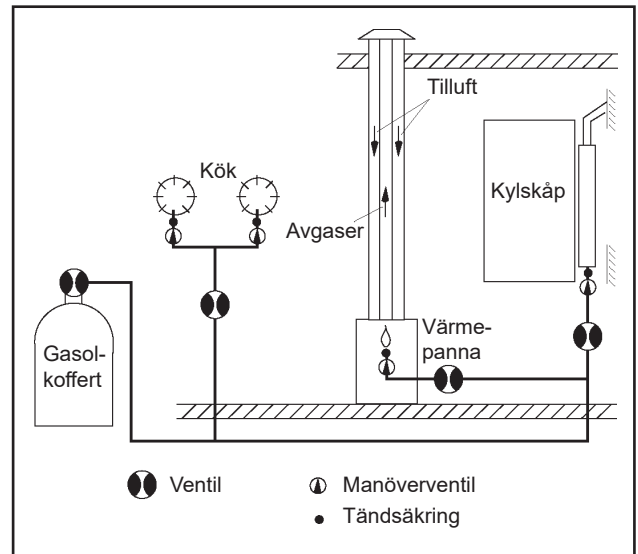 Tilluft
Kök
Kylskåp
Avgaser
Värme-
panna
Gasol-
koffert
Ventil
Manöverventil
Tändsäkring